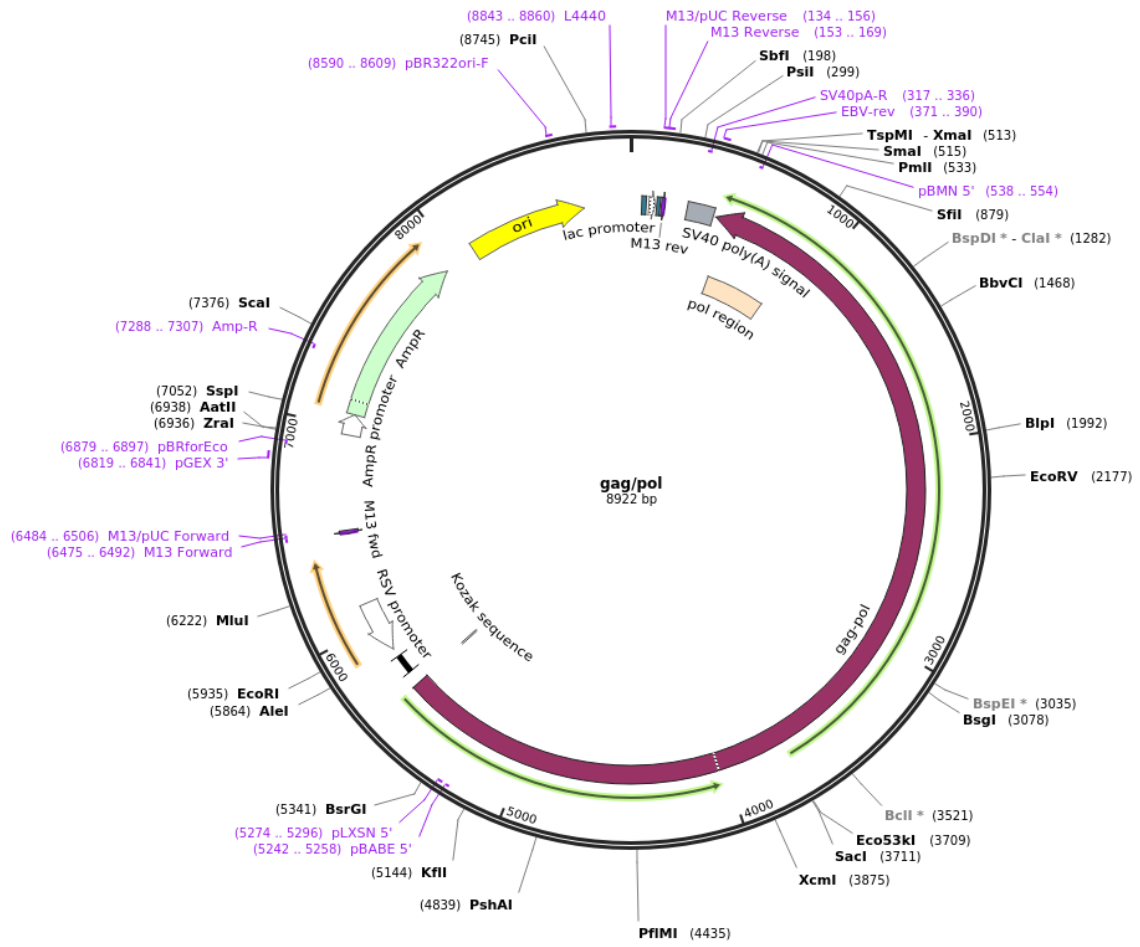 (8843 .. 8860) L4440
M13/pUC Reverse (134 .. 156)
M13 Reverse (153 .. 169)
(8745) PciI
SbfI (198)
(8590 .. 8609) pBR322ori-F
PsiI (299)
SV40pA-R (317 .. 336)
EBV-rev (371 .. 390)
TspMI - XmaI (513)
SmaI (515)
PmlI (533)
pBMN 5' (538 .. 554)
SfiI (879)
BspDI * - ClaI * (1282)
BbvCI (1468)
BlpI (1992)
EcoRV (2177)
BspEI * (3035)
BsgI (3078)
BclI * (3521)
Eco53kI (3709)
SacI (3711)
XcmI (3875)
PflMI (4435)
(4839) PshAI
(5144) KflI
(5242 .. 5258) pBABE 5'
(5274 .. 5296) pLXSN 5'
(5341) BsrGI
(5864) AleI
(5935) EcoRI
(6222) MluI
(6475 .. 6492) M13 Forward
(6484 .. 6506) M13/pUC Forward
(6819 .. 6841) pGEX 3'
(6879 .. 6897) pBRforEco
(6936) ZraI
(6938) AatII
(7052) SspI
(7288 .. 7307) Amp-R
(7376) ScaI
1000
2000
3000
4000
5000
6000
7000
8000
ori
lac promoter
M13 rev
SV40 poly(A) signal
pol region
gag-pol
Kozak sequence
RSV promoter
M13 fwd
AmpR promoter
AmpR
gag/pol
8922 bp